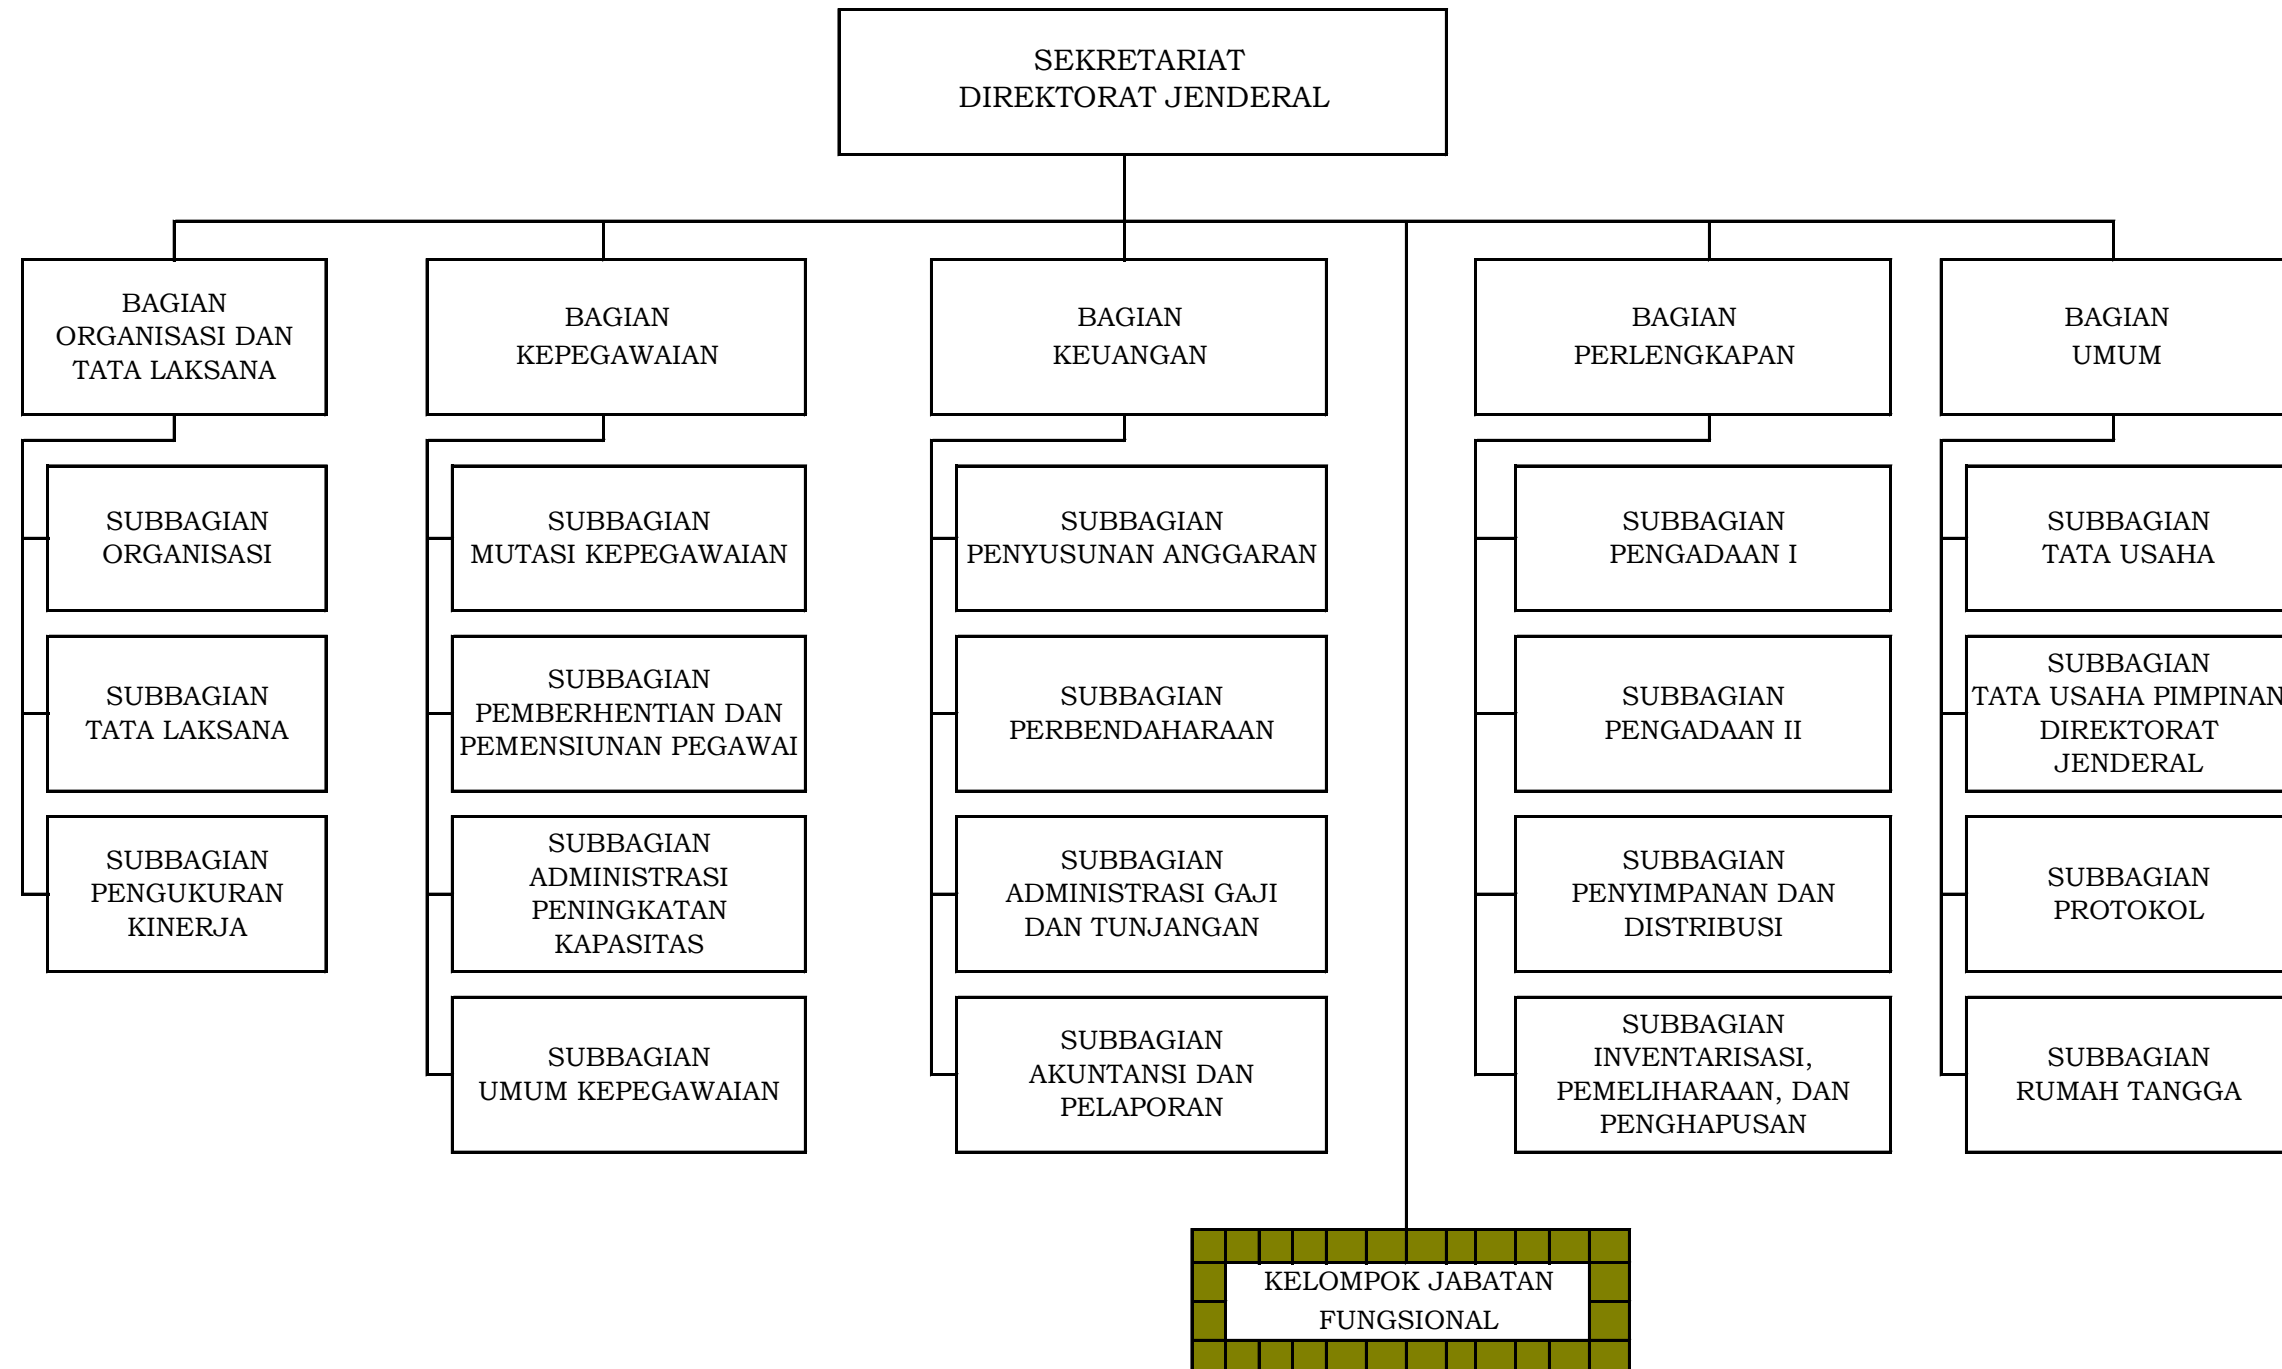 SEKRETARIAT
DIREKTORAT JENDERAL
BAGIAN
ORGANISASI DAN
TATA LAKSANA
BAGIAN
KEPEGAWAIAN
BAGIAN
KEUANGAN
BAGIAN
PERLENGKAPAN
BAGIAN
UMUM
SUBBAGIAN
ORGANISASI
SUBBAGIAN
MUTASI KEPEGAWAIAN
SUBBAGIAN
PENYUSUNAN ANGGARAN
SUBBAGIAN
PENGADAAN I
SUBBAGIAN
TATA USAHA
SUBBAGIAN
TATA LAKSANA
SUBBAGIAN
PEMBERHENTIAN DAN
PEMENSIUNAN PEGAWAI
SUBBAGIAN
PERBENDAHARAAN
SUBBAGIAN
PENGADAAN II
SUBBAGIAN
TATA USAHA PIMPINAN
DIREKTORAT
JENDERAL
SUBBAGIAN
PENGUKURAN
KINERJA
SUBBAGIAN
ADMINISTRASI
PENINGKATAN
KAPASITAS
SUBBAGIAN
ADMINISTRASI GAJI
DAN TUNJANGAN
SUBBAGIAN
PENYIMPANAN DAN
DISTRIBUSI
SUBBAGIAN
PROTOKOL
SUBBAGIAN
UMUM KEPEGAWAIAN
SUBBAGIAN
AKUNTANSI DAN
PELAPORAN
SUBBAGIAN
INVENTARISASI,
PEMELIHARAAN, DAN
PENGHAPUSAN
SUBBAGIAN
RUMAH TANGGA
KELOMPOK JABATAN
FUNGSIONAL